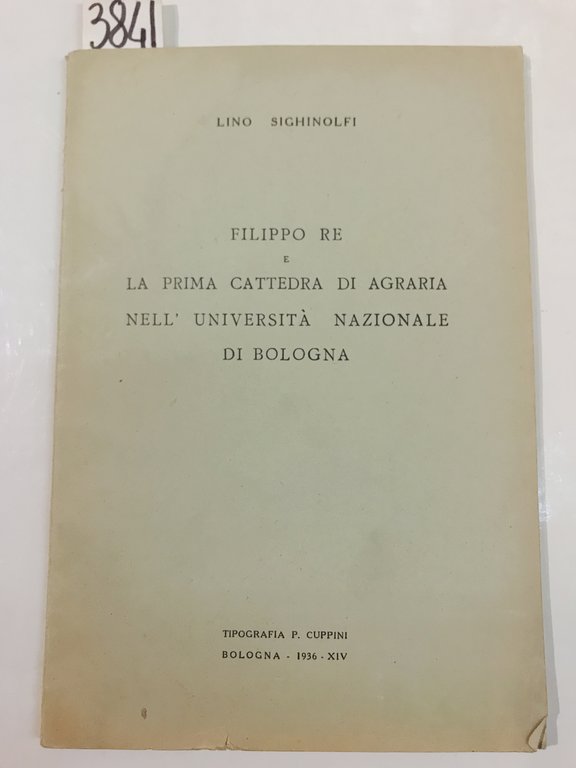 3841
LINO SIGHINOLFI
FILIPPO RE
E
LA PRIMA CATTEDRA DI AGRARIA
NELL' UNIVERSITÀ NAZIONALE
DI BOLOGNA
TIPOGRAFIA P. CUPPINI
BOLOGNA - 1936 - XIV